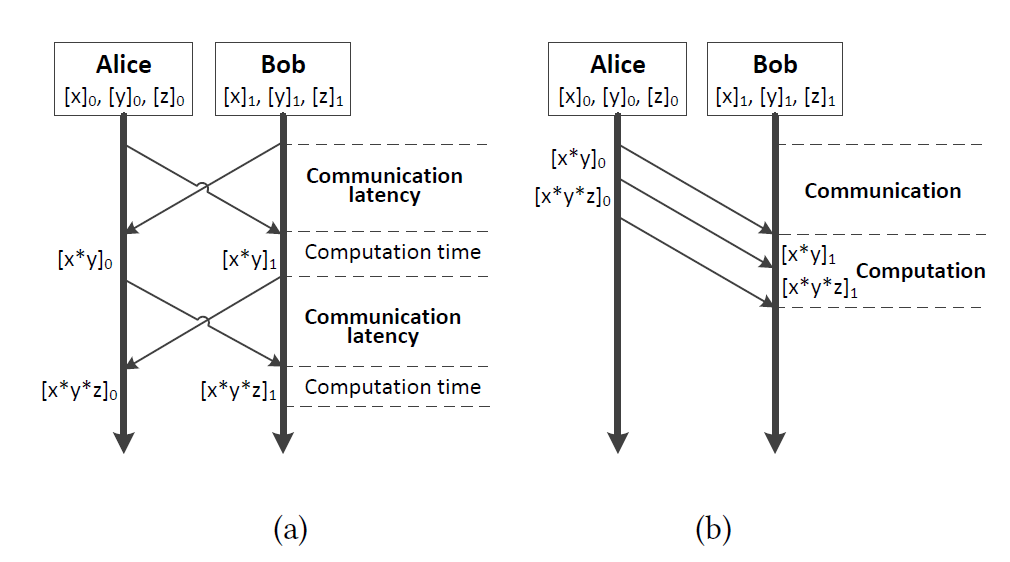 Alice
[x]₀, [y]₀, [z]₀
Bob
[x]₁, [y]₁, [z]₁
Communication
latency
Computation time
[x*y]₀
[x*y]₁
Communication
latency
[x*y*z]₀
[x*y*z]₁
Computation time
(a)
Alice
[x]₀, [y]₀, [z]₀
Bob
[x]₁, [y]₁, [z]₁
[x*y]₀
[x*y*z]₀
Communication
[x*y]₁
Computation
[x*y*z]₁
(b)